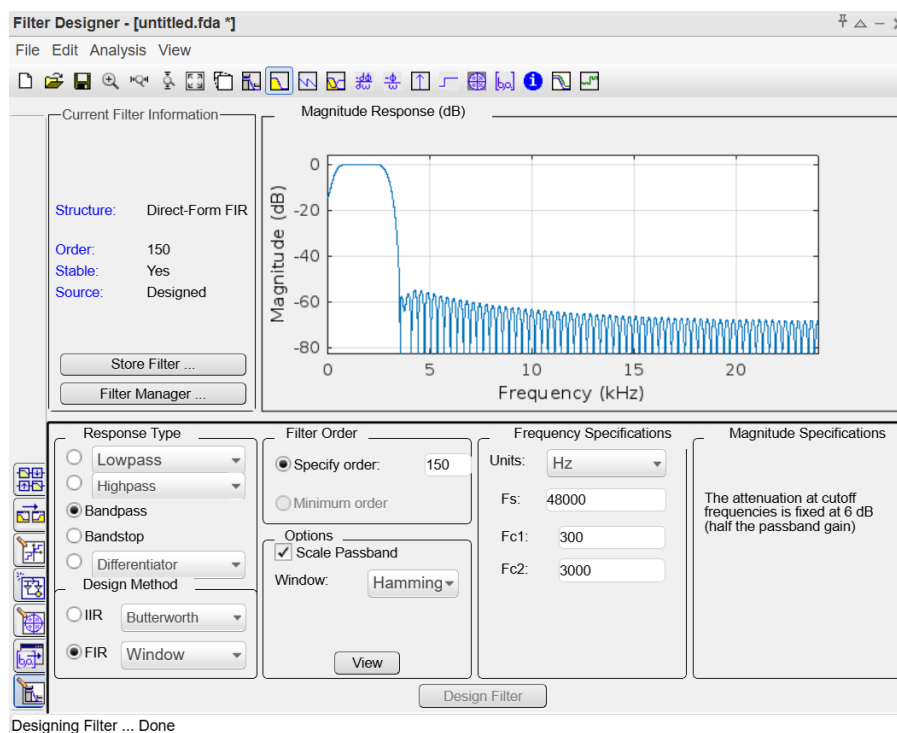 Filter Designer - [untitled.fda *]
File Edit Analysis View
Current Filter Information
Structure: Direct-Form FIR
Order: 150
Stable: Yes
Source: Designed
Store Filter ...
Filter Manager ...
Magnitude Response (dB)
Magnitude (dB)
0
-20
-40
-60
-80
0 5 10 15 20
Frequency (kHz)
Response Type
Lowpass
Highpass
Bandpass
Bandstop
Differentiator
Design Method
IIR Butterworth
FIR Window
Filter Order
Specify order: 150
Minimum order
Options
Scale Passband
Window: Hamming
View
Frequency Specifications
Units: Hz
Fs: 48000
Fc1: 300
Fc2: 3000
Magnitude Specifications
The attenuation at cutoff
frequencies is fixed at 6 dB
(half the passband gain)
Design Filter
Designing Filter ... Done